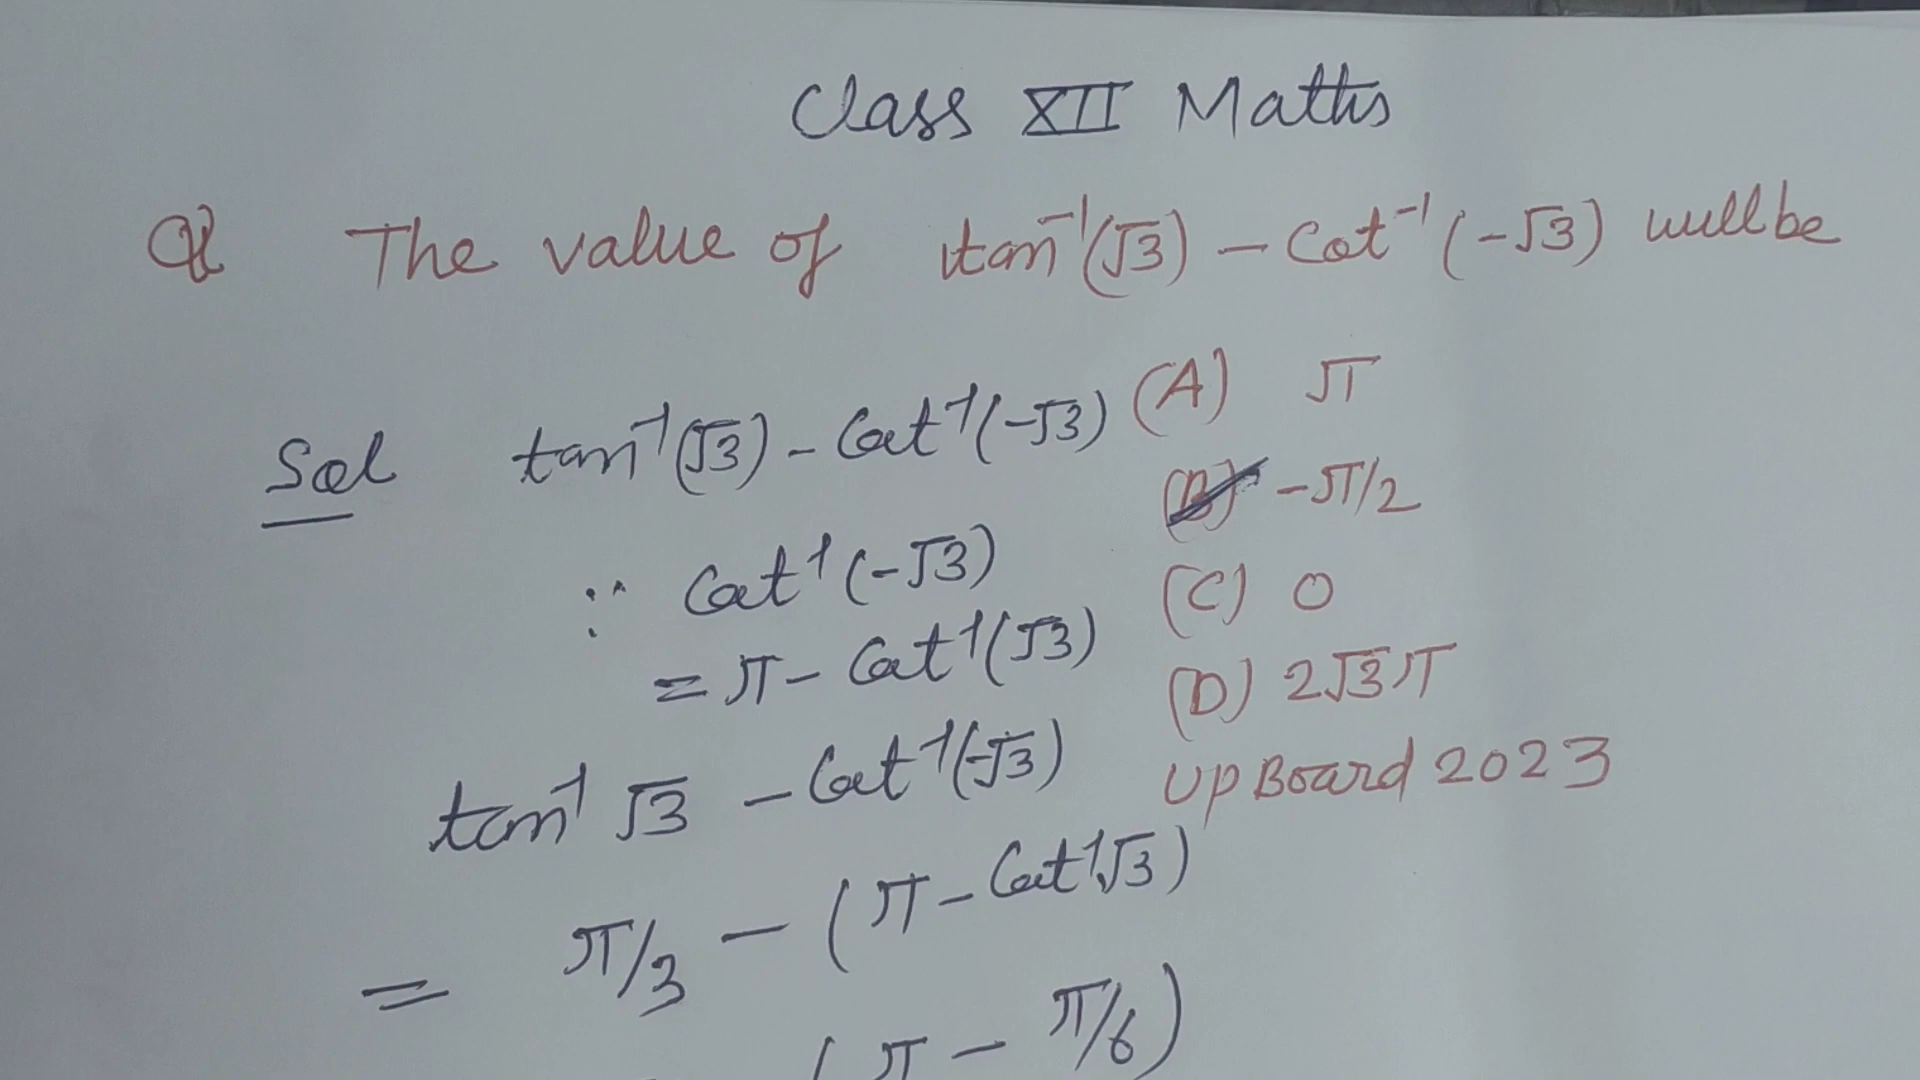 Class XII Maths
Q The value of tan⁻¹(√3) – Cot⁻¹(-√3) will be
(A) π
Sol tan⁻¹(√3) – Cot⁻¹(-√3)
(B) -π/2
∵ Cot⁻¹(-√3)
(C) 0
= π – Cot⁻¹(√3)
(D) 2√3π
tan⁻¹ √3 – Cot⁻¹(-√3)
UP Board 2023
= π/3 – (π – Cot⁻¹√3)
(π – π/6)